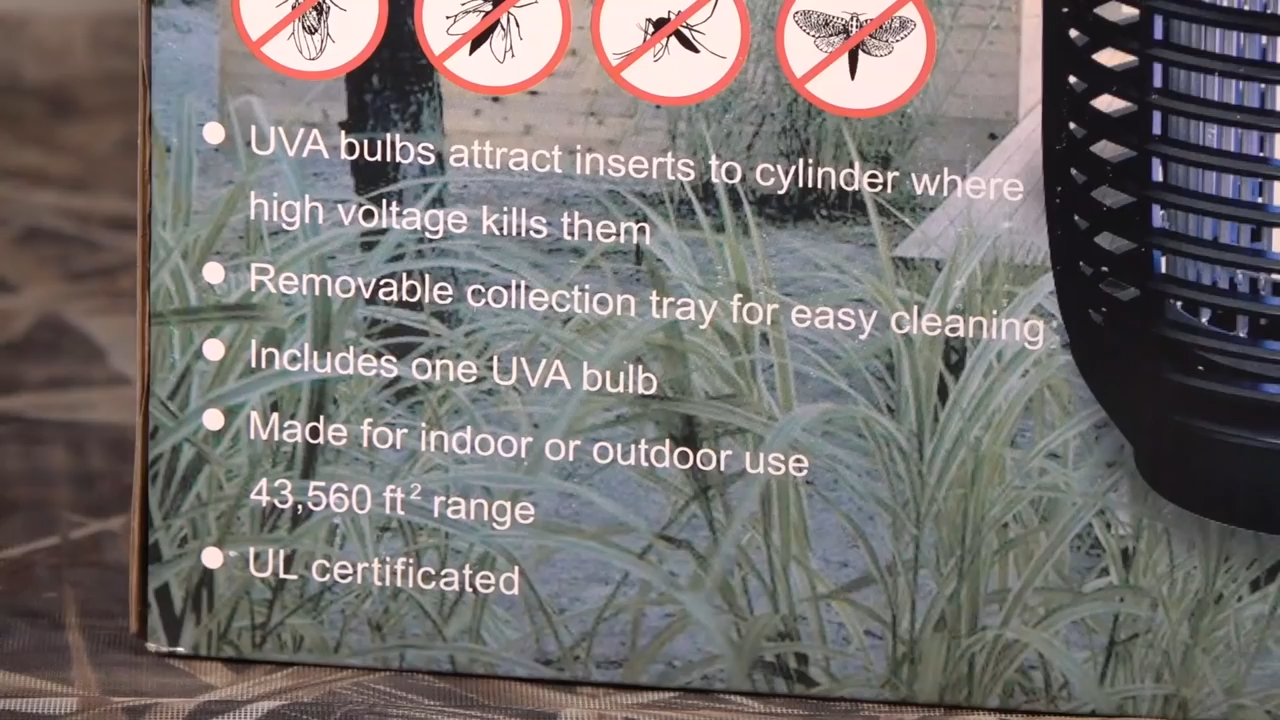 ● UVA bulbs attract inserts to cylinder where
high voltage kills them
● Removable collection tray for easy cleaning
● Includes one UVA bulb
● Made for indoor or outdoor use
43,560 ft² range
● UL certificated